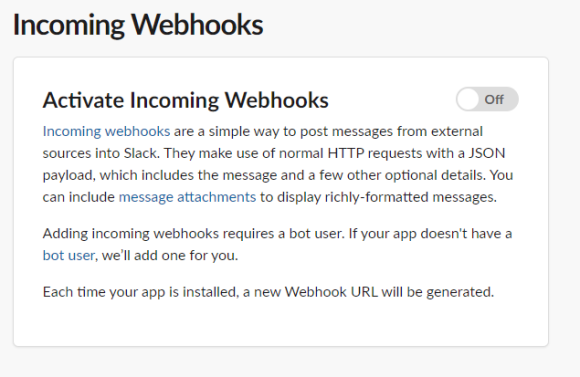 Incoming Webhooks
Activate Incoming Webhooks
Off
Incoming webhooks are a simple way to post messages from external
sources into Slack. They make use of normal HTTP requests with a JSON
payload, which includes the message and a few other optional details. You
can include message attachments to display richly-formatted messages.
Adding incoming webhooks requires a bot user. If your app doesn't have a
bot user, we'll add one for you.
Each time your app is installed, a new Webhook URL will be generated.